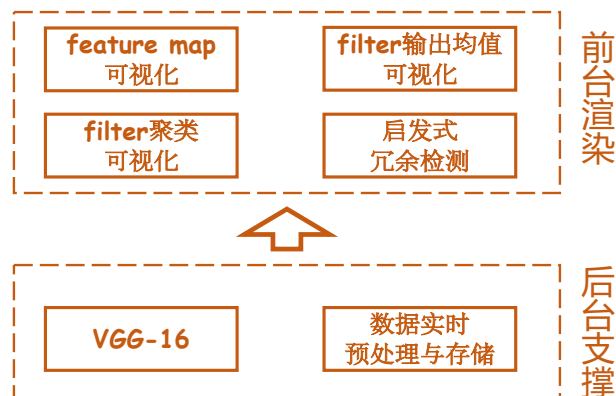 feature map
可视化
filter输出均值
可视化
filter聚类
可视化
启发式
冗余检测
前台渲染
VGG-16
数据实时
预处理与存储
后台支撑